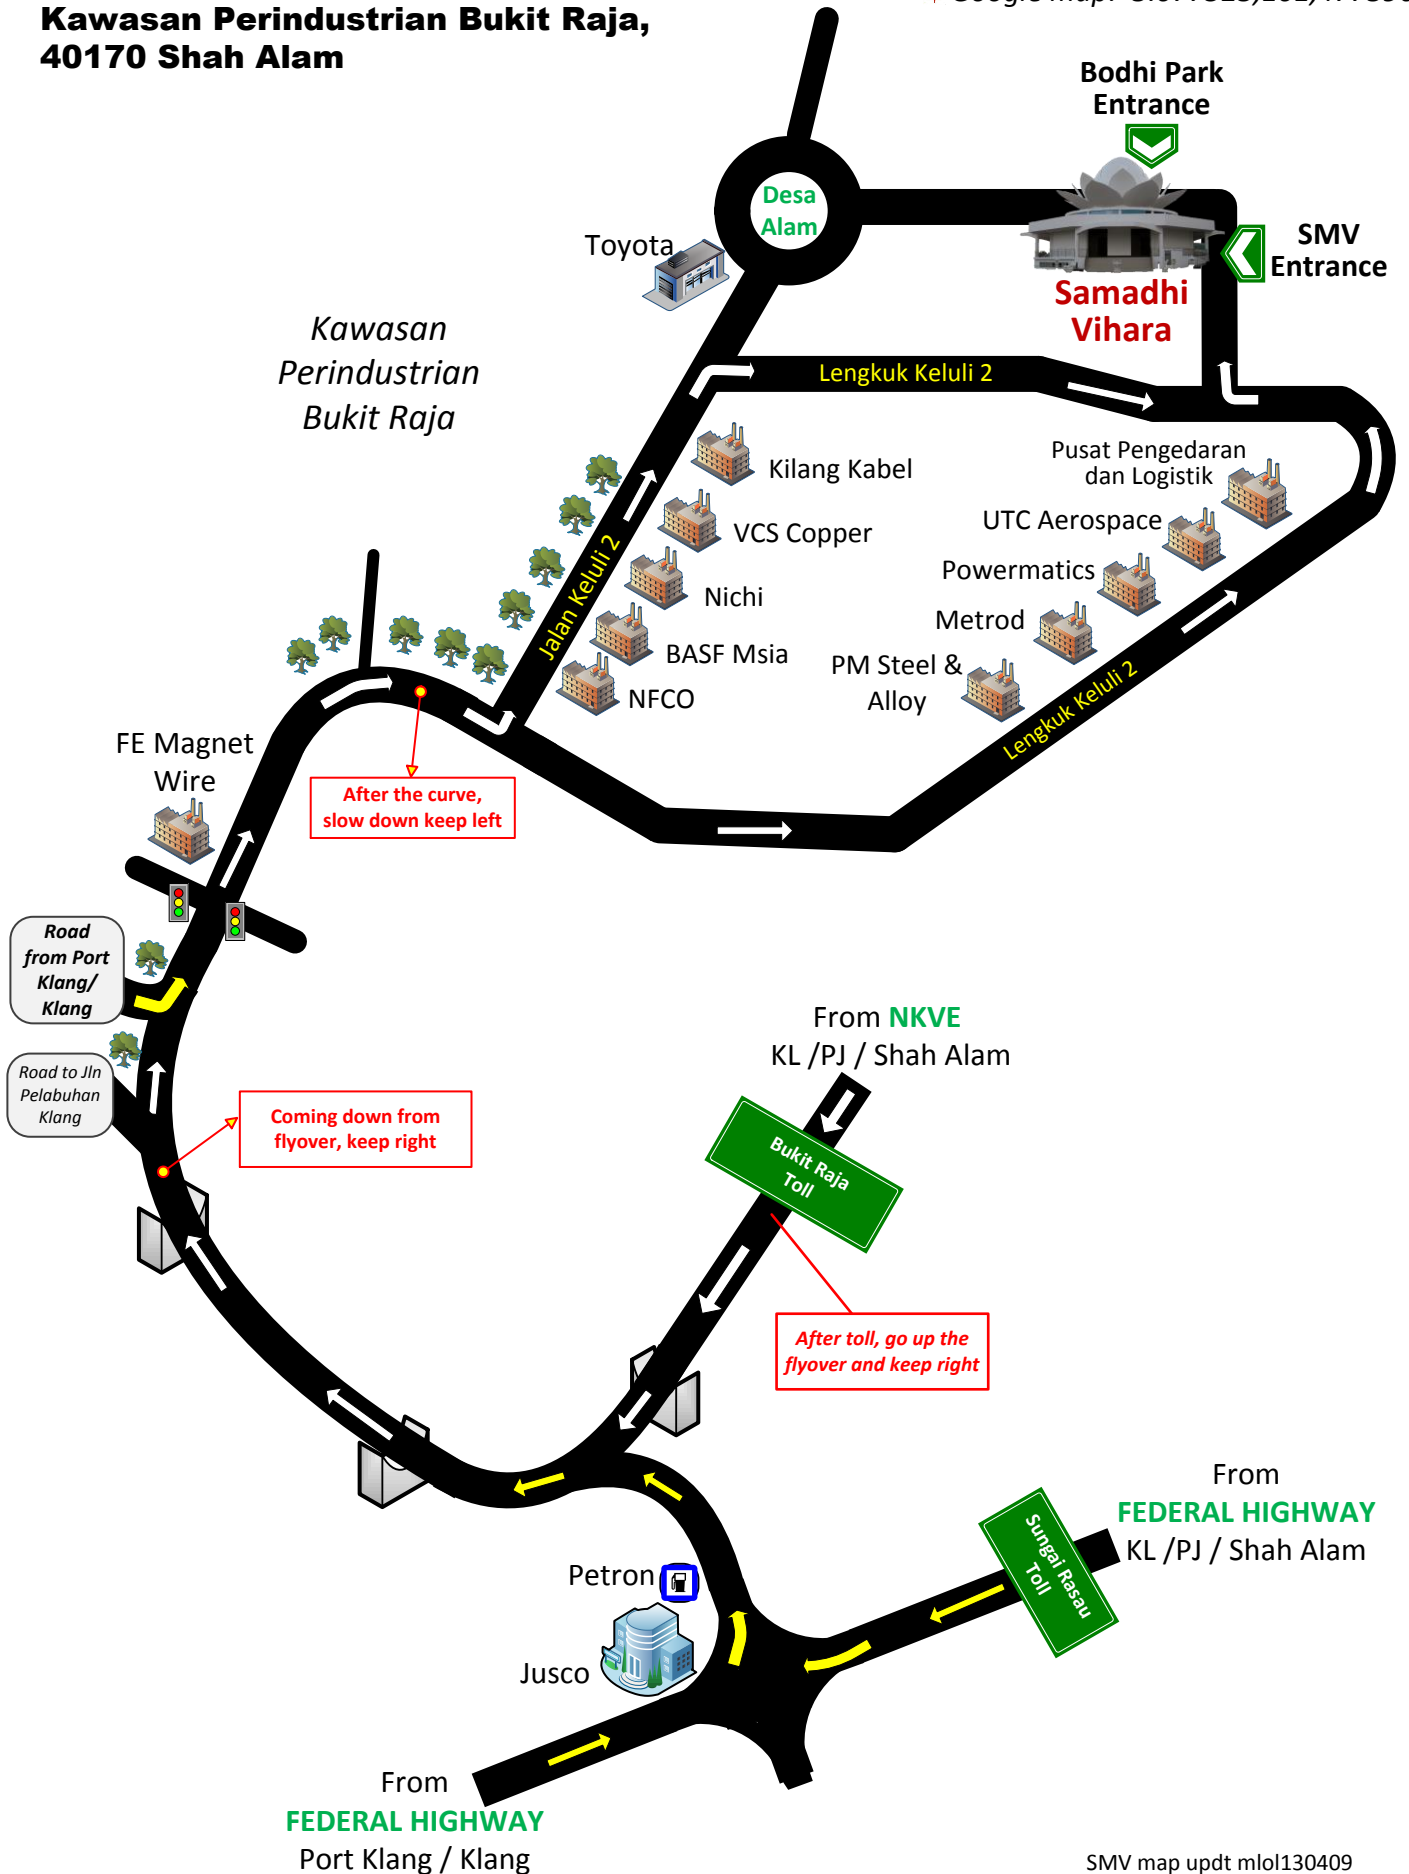 Kawasan Perindustrian Bukit Raja,
40170 Shah Alam
Bodhi Park
Entrance
Desa
Alam
Toyota
SMV
Entrance
Samadhi
Vihara
Kawasan
Perindustrian
Bukit Raja
Lengkuk Keluli 2
Kilang Kabel
VCS Copper
Nichi
BASF Msia
NFCO
Jalan Keluli 2
Pusat Pengedaran
dan Logistik
UTC Aerospace
Powermatics
Metrod
PM Steel &
Alloy
Lengkuk Keluli 2
FE Magnet
Wire
After the curve,
slow down keep left
Road
from Port
Klang/
Klang
Road to Jln
Pelabuhan
Klang
Coming down from
flyover, keep right
From NKVE
KL /PJ / Shah Alam
Bukit Raja
Toll
After toll, go up the
flyover and keep right
From
FEDERAL HIGHWAY
KL /PJ / Shah Alam
Sungai Rasau
Toll
Petron
Jusco
From
FEDERAL HIGHWAY
Port Klang / Klang
SMV map updt mlol130409